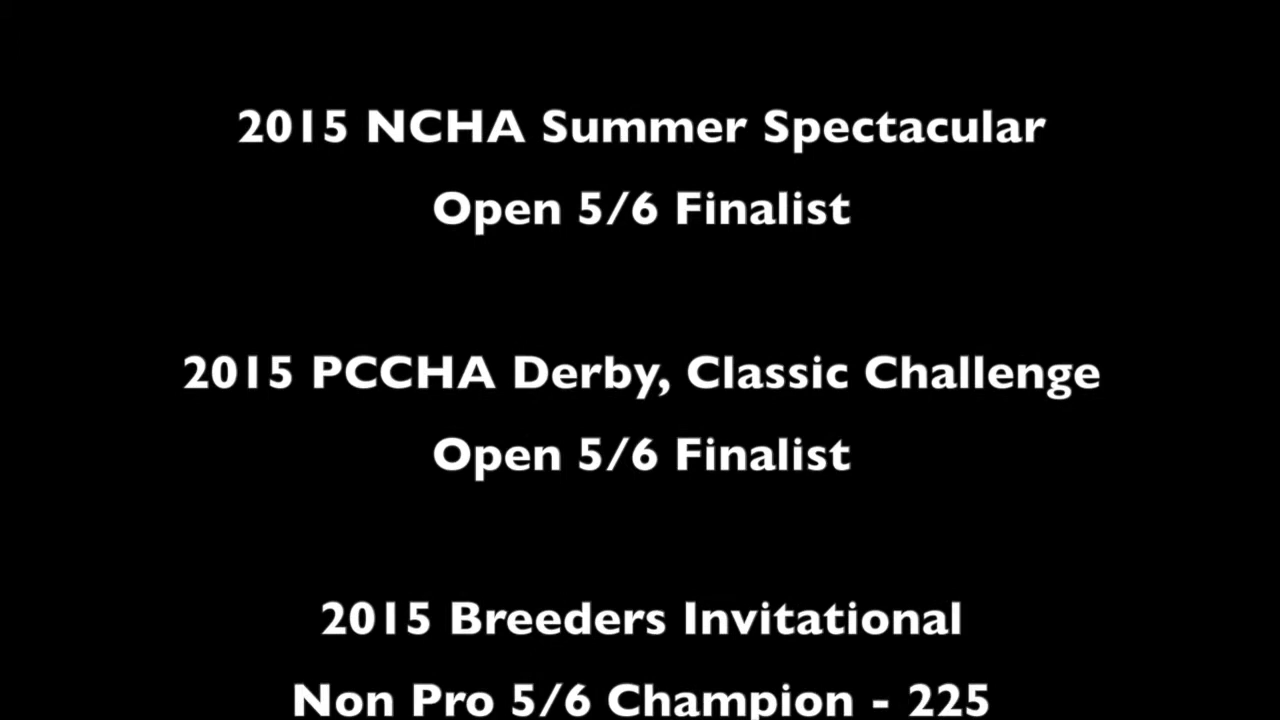 2015 NCHA Summer Spectacular
Open 5/6 Finalist
2015 PCCHA Derby, Classic Challenge
Open 5/6 Finalist
2015 Breeders Invitational
Non Pro 5/6 Champion - 225